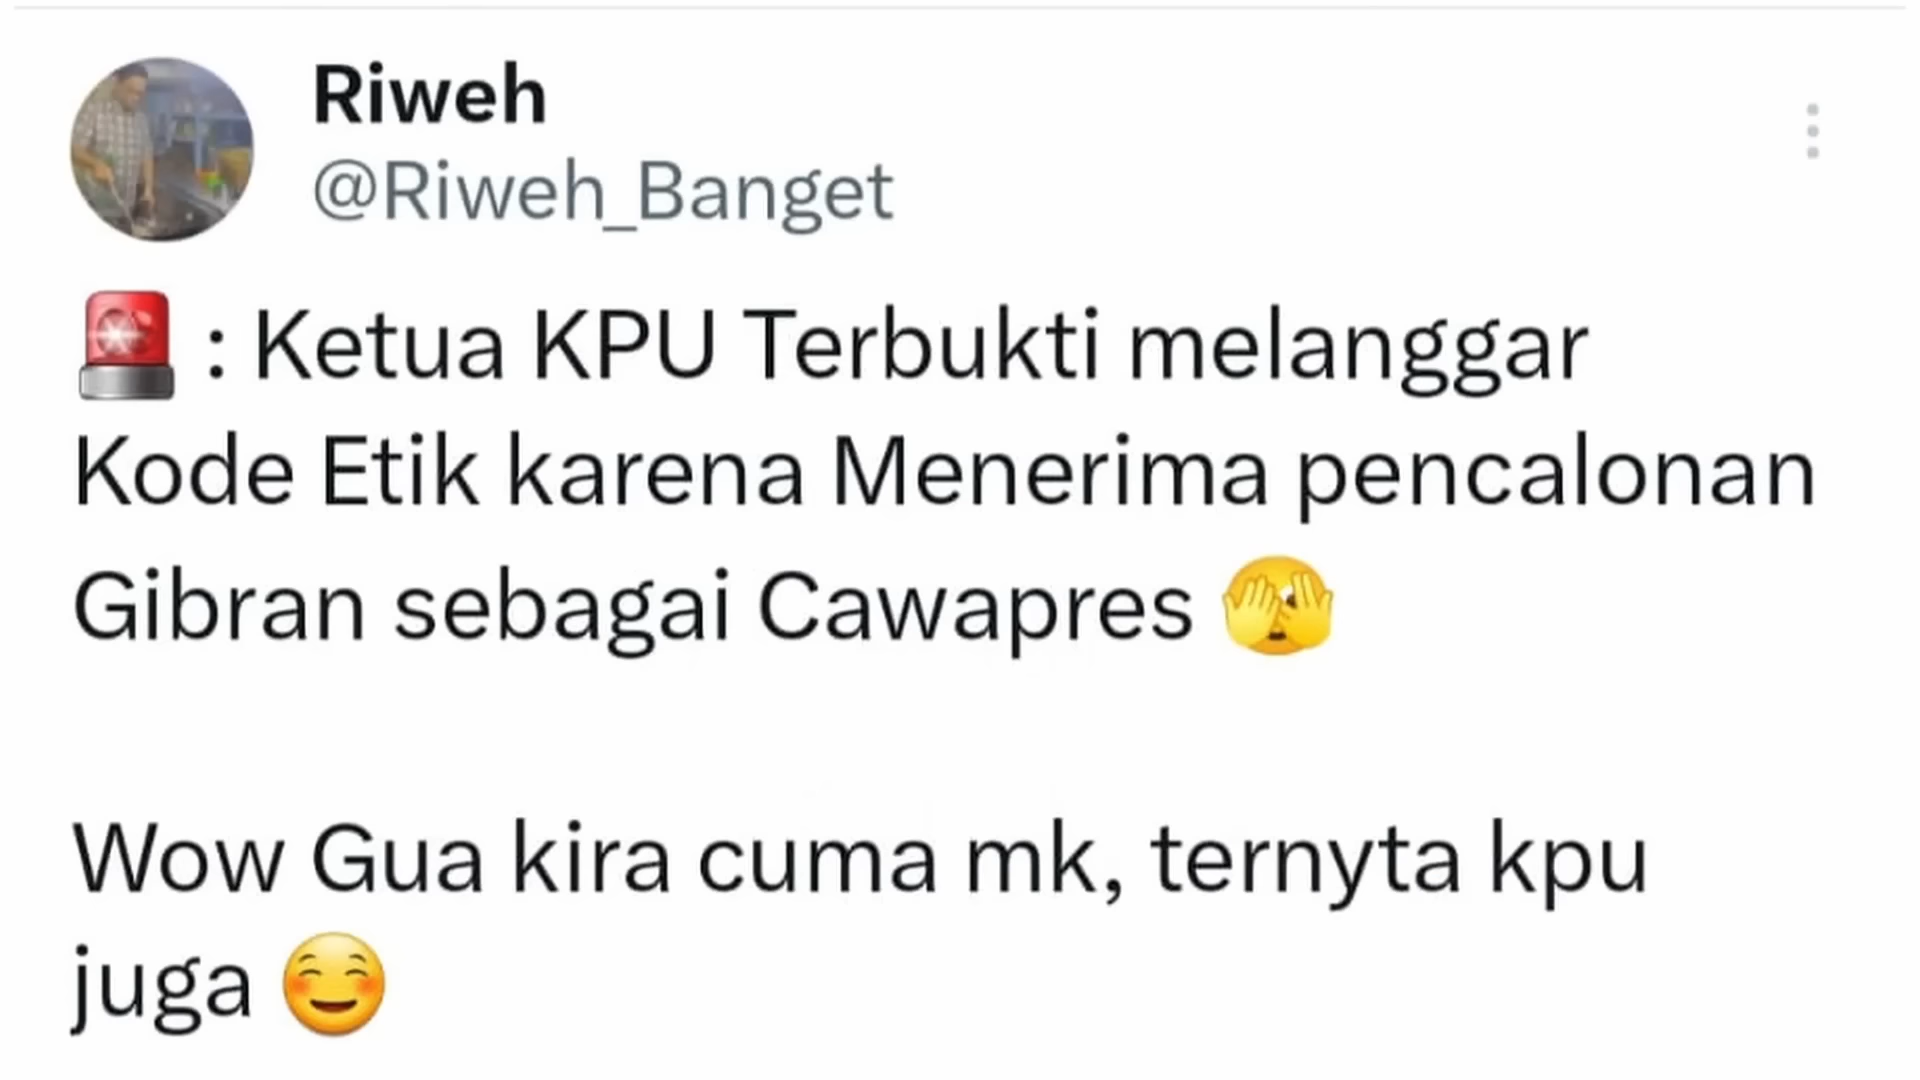 Riweh
@Riweh_Banget
🚨 : Ketua KPU Terbukti melanggar
Kode Etik karena Menerima pencalonan
Gibran sebagai Cawapres 🫣
Wow Gua kira cuma mk, ternyta kpu
juga ☺️